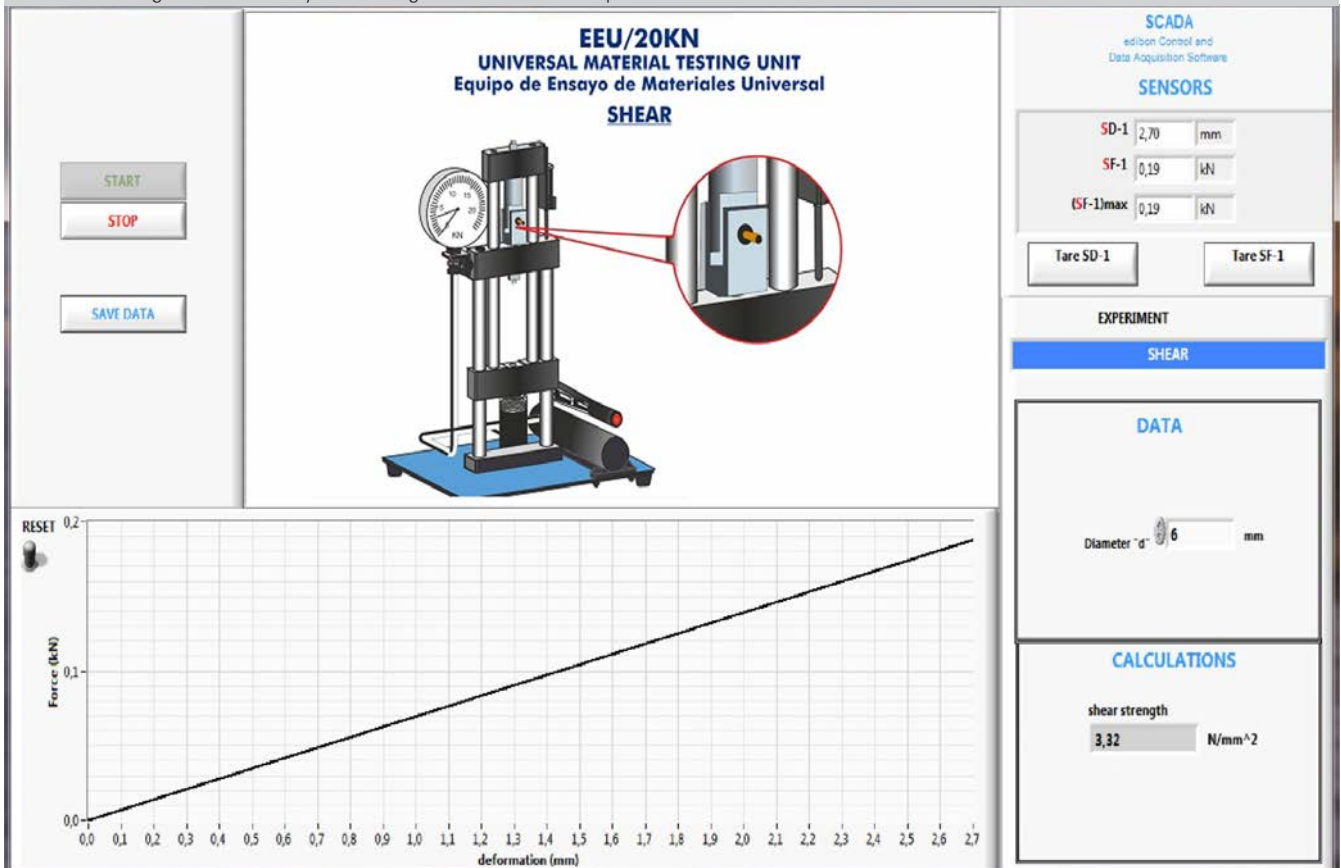 EEU/20KN
UNIVERSAL MATERIAL TESTING UNIT
Equipo de Ensayo de Materiales Universal
SHEAR
START
STOP
SAVE DATA
5
10
15
20
KN
SCADA
edibon Control and
Data Acquisition Software
SENSORS
SD-1 2,70 mm
SF-1 0,19 kN
(SF-1)max 0,19 kN
Tare SD-1 Tare SF-1
EXPERIMENT
SHEAR
DATA
Diameter "d" 6 mm
CALCULATIONS
shear strength
3,32 N/mm^2
RESET
0,2
0,1
0,0
Force (kN)
0,0 0,1 0,2 0,3 0,4 0,5 0,6 0,7 0,8 0,9 1,0 1,1 1,2 1,3 1,4 1,5 1,6 1,7 1,8 1,9 2,0 2,1 2,2 2,3 2,4 2,5 2,6 2,7
deformation (mm)